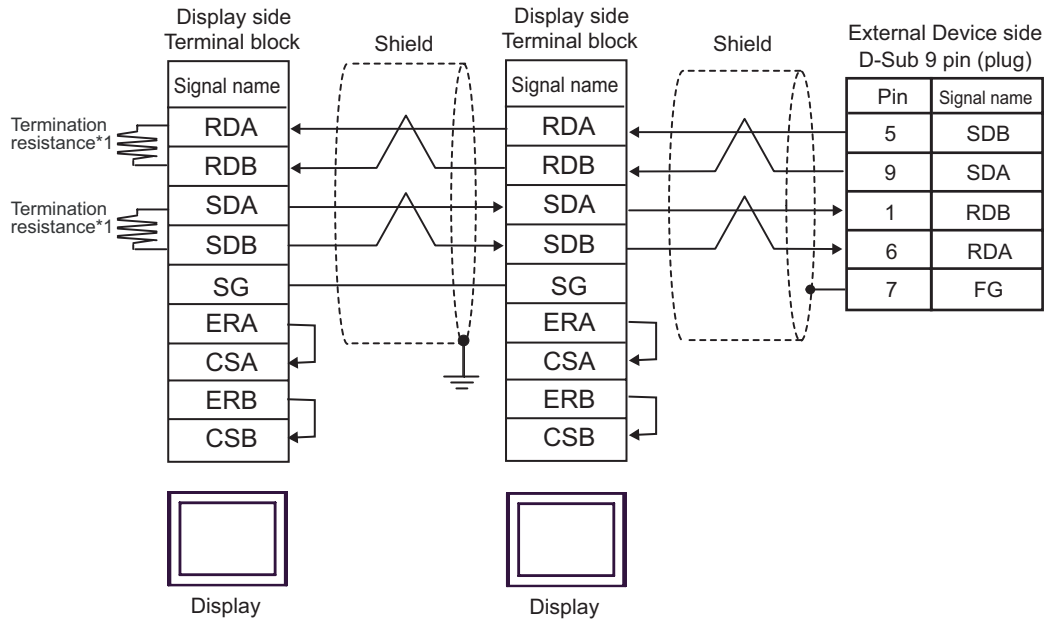 Display side
Terminal block
Shield
Display side
Terminal block
Shield
External Device side
D-Sub 9 pin (plug)
Signal name
Signal name
Pin Signal name
Termination
resistance*1
RDA
RDA
5 SDB
RDB
RDB
9 SDA
Termination
resistance*1
SDA
SDA
1 RDB
SDB
SDB
6 RDA
SG
SG
7 FG
ERA
ERA
CSA
CSA
ERB
ERB
CSB
CSB
Display
Display